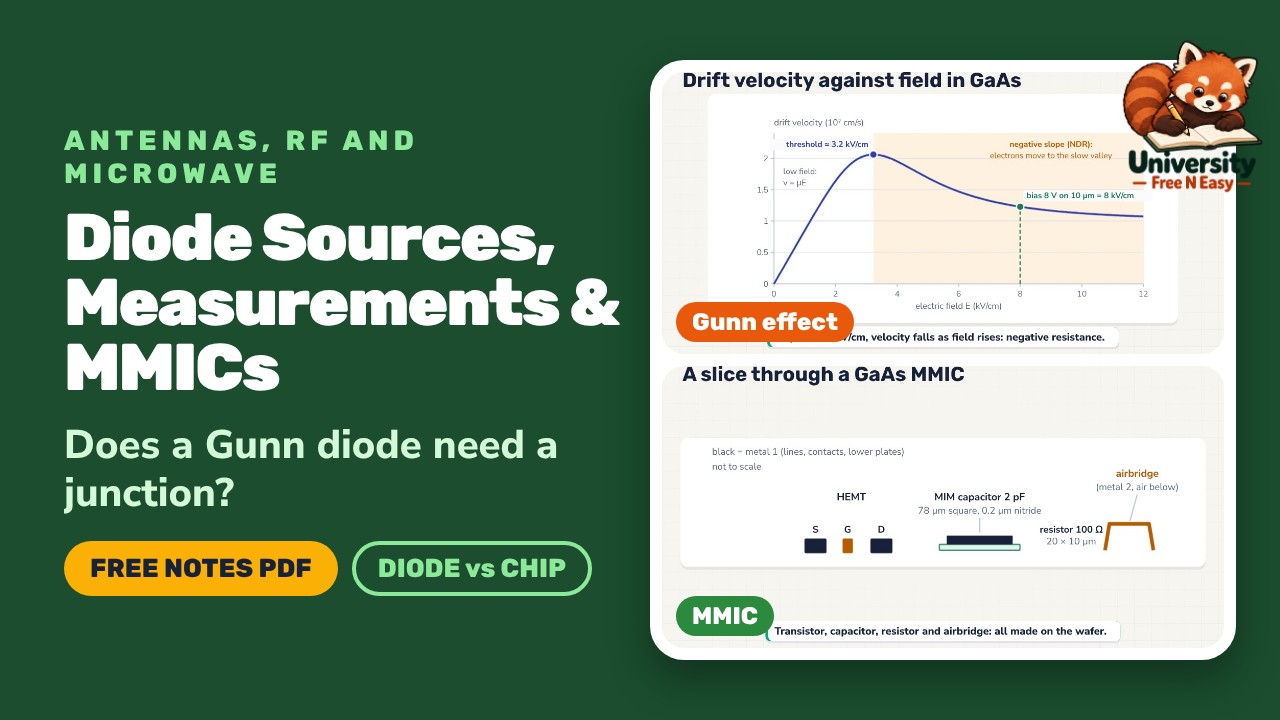 ANTENNAS, RF AND
MICROWAVE
Diode Sources,
Measurements &
MMICs
Does a Gunn diode need a
junction?
FREE NOTES PDF
DIODE vs CHIP
Drift velocity against field in GaAs
drift velocity (10⁷ cm/s)
threshold ≈ 3.2 kV/cm
negative slope (NDR):
electrons move to the slow valley
low field:
v = μF
bias 8 V on 10 μm = 8 kV/cm
2
1.5
1
0.5
0
0 2 4 6 8 10 12
electric field E (kV/cm)
Gunn effect
/cm, velocity falls as field rises: negative resistance.
A slice through a GaAs MMIC
black = metal 1 (lines, contacts, lower plates)
not to scale
airbridge
(metal 2, air below)
HEMT
MIM capacitor 2 pF
78 μm square, 0.2 μm nitride
S G D
resistor 100 Ω
20 × 10 μm
MMIC
Transistor, capacitor, resistor and airbridge: all made on the wafer.
University
Free N Easy